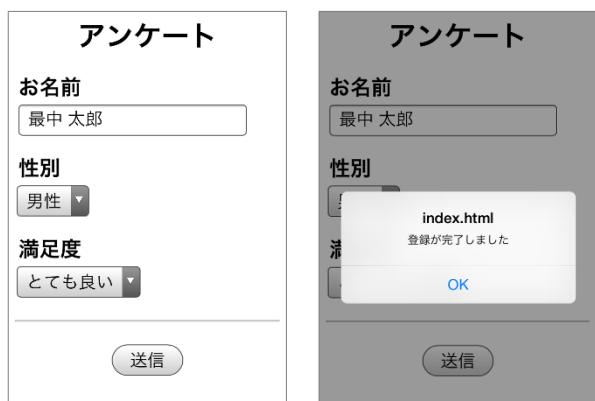 アンケート
お名前
最中 太郎
性別
男性
満足度
とても良い
送信
アンケート
お名前
最中 太郎
性別
index.html
登録が完了しました
OK
送信